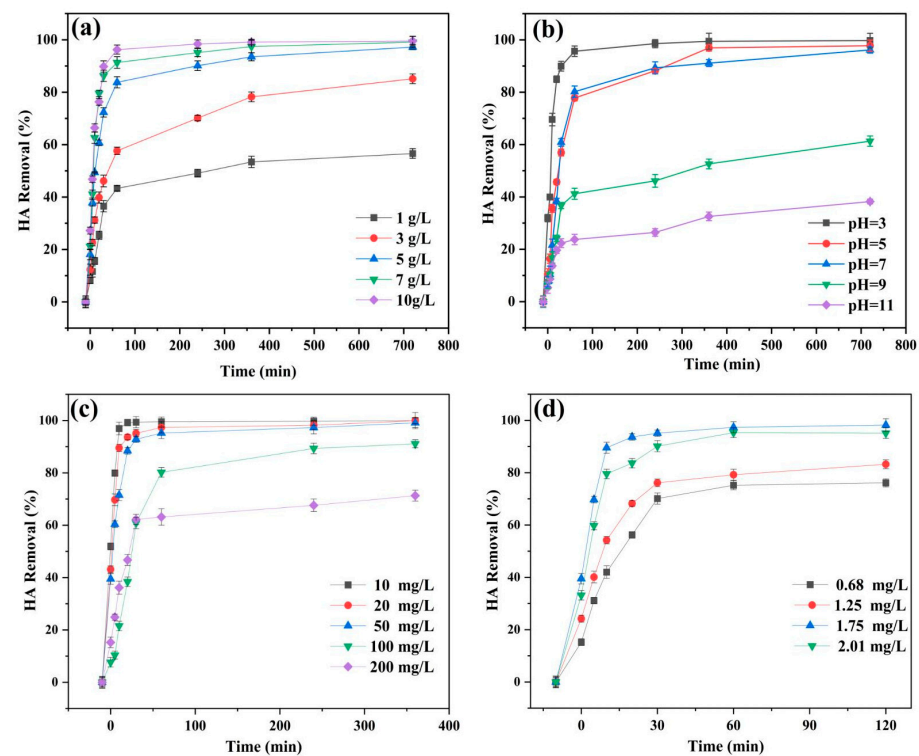 (a)
HA Removal (%)
100
80
60
40
20
0
1 g/L
3 g/L
5 g/L
7 g/L
10g/L
0 100 200 300 400 500 600 700 800
Time (min)
(b)
HA Removal (%)
100
80
60
40
20
0
pH=3
pH=5
pH=7
pH=9
pH=11
0 100 200 300 400 500 600 700 800
Time (min)
(c)
HA Removal (%)
100
80
60
40
20
0
10 mg/L
20 mg/L
50 mg/L
100 mg/L
200 mg/L
0 100 200 300 400
Time (min)
(d)
HA Removal (%)
100
80
60
40
20
0
0.68 mg/L
1.25 mg/L
1.75 mg/L
2.01 mg/L
0 30 60 90 120
Time (min)